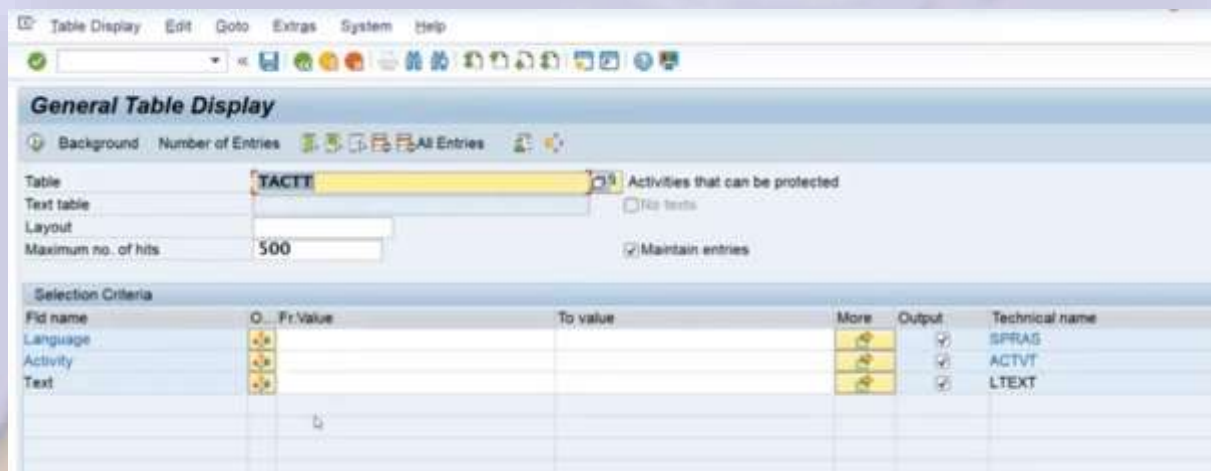 Table Display Edit Goto Extras System Help
General Table Display
Background Number of Entries All Entries
Table TACTT Activities that can be protected
Text table No texts
Layout
Maximum no. of hits 500 Maintain entries
Selection Criteria
Fld name O... Fr.Value To value More Output Technical name
Language SPRAS
Activity ACTVT
Text LTEXT